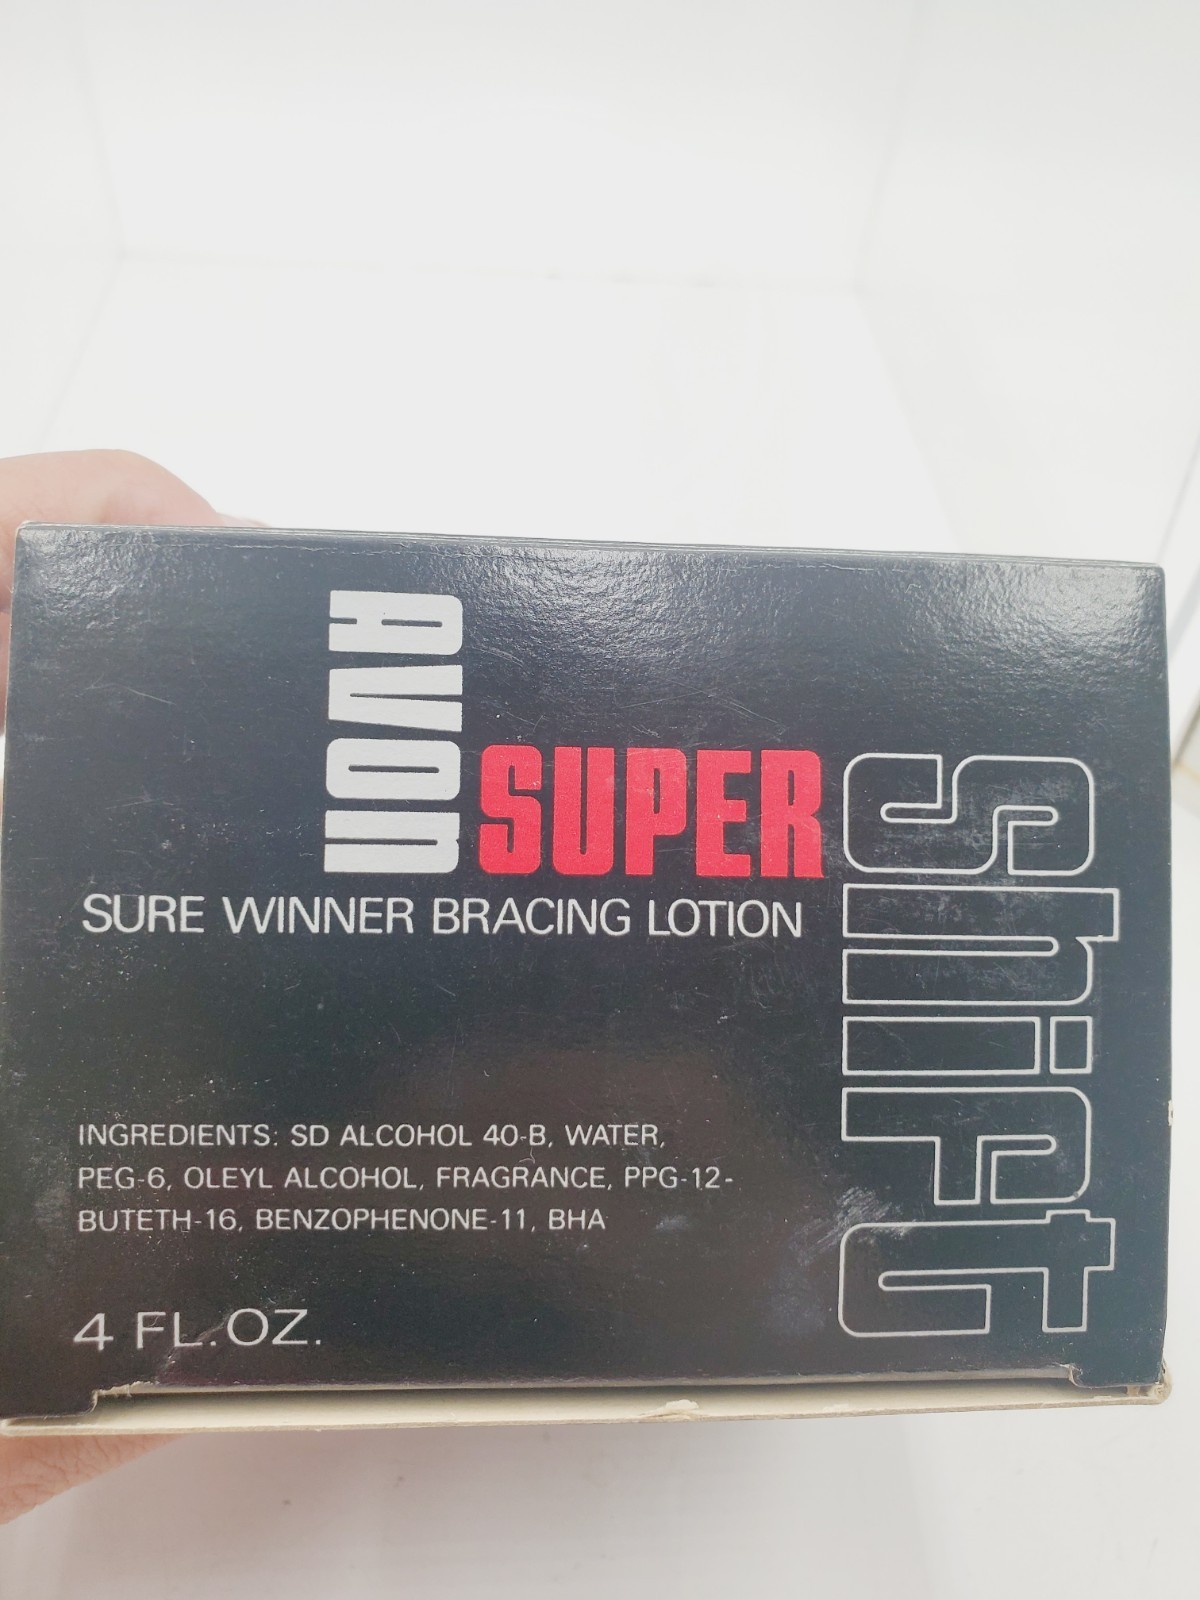 avon
SUPER
shift
SURE WINNER BRACING LOTION
INGREDIENTS: SD ALCOHOL 40-B, WATER,
PEG-6, OLEYL ALCOHOL, FRAGRANCE, PPG-12-
BUTETH-16, BENZOPHENONE-11, BHA
4 FL. OZ.